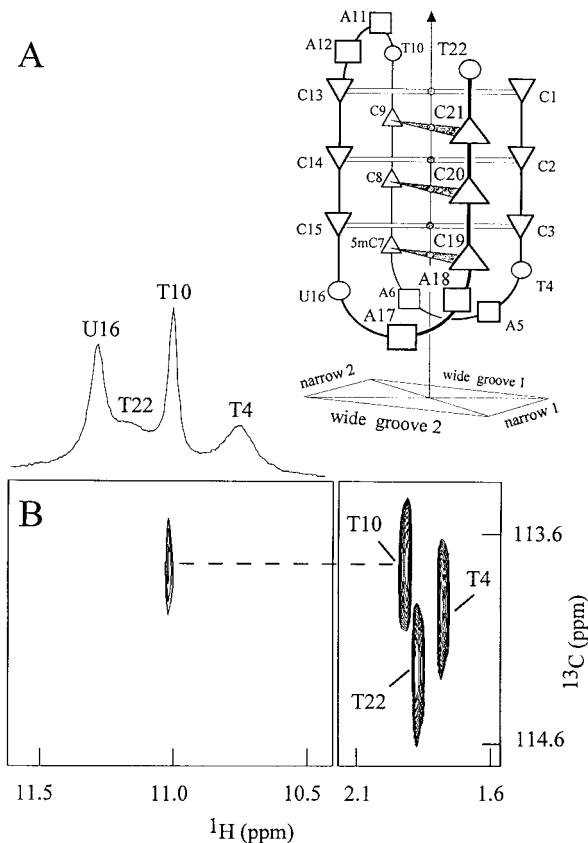 A
A11
A12
T10
T22
C13
C1
C9
C21
C14
C2
C8
C20
C15
C3
5mC7
C19
A18
T4
U16
A6
A17
A5
narrow 2
wide groove 1
wide groove 2
narrow 1
U16
T10
T22
T4
B
T10
T4
T22
113.6
114.6
13C (ppm)
11.5
11.0
10.5
2.1
1.6
1H (ppm)